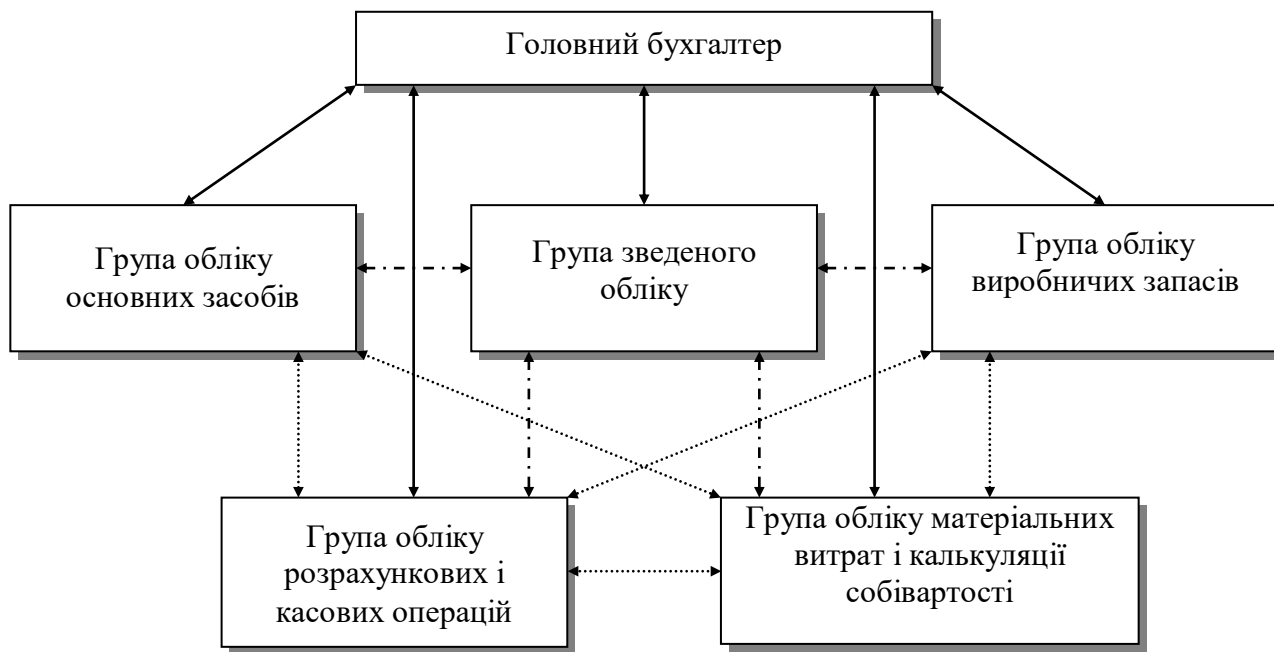 Головний бухгалтер
Група обліку
основних засобів
Група зведеного
обліку
Група обліку
виробничих запасів
Група обліку
розрахункових і
касових операцій
Група обліку матеріальних
витрат і калькуляції
собівартості